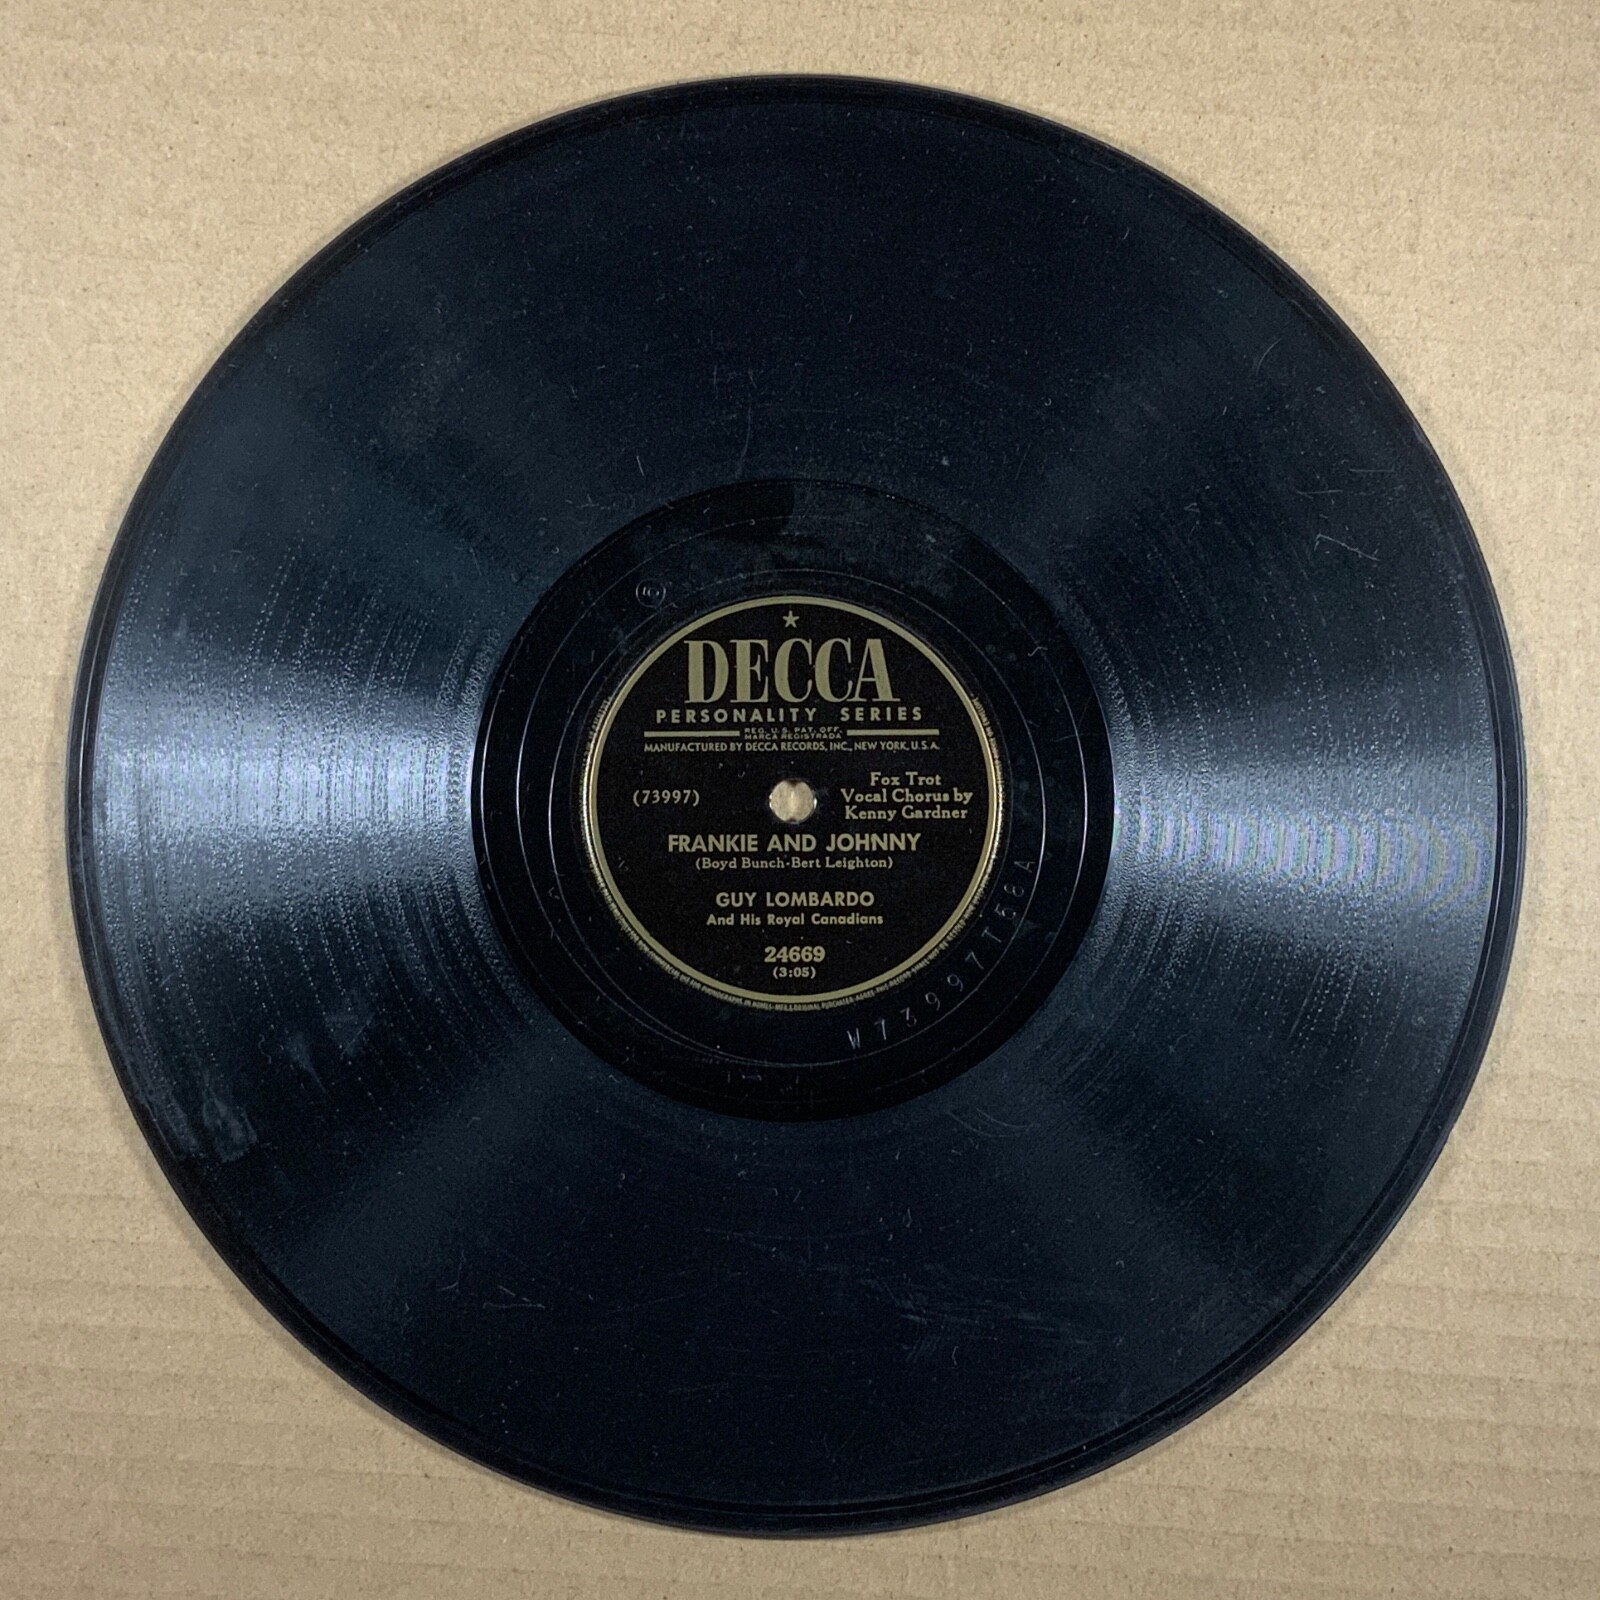 DECCA
PERSONALITY SERIES
REG. U.S. PAT. OFF.
MARCA REGISTRADA
MANUFACTURED BY DECCA RECORDS, INC., NEW YORK, U.S.A.
(73997)
Fox Trot
Vocal Chorus by
Kenny Gardner
FRANKIE AND JOHNNY
(Boyd Bunch-Bert Leighton)
GUY LOMBARDO
And His Royal Canadians
24669
(3:05)
W73997T58A